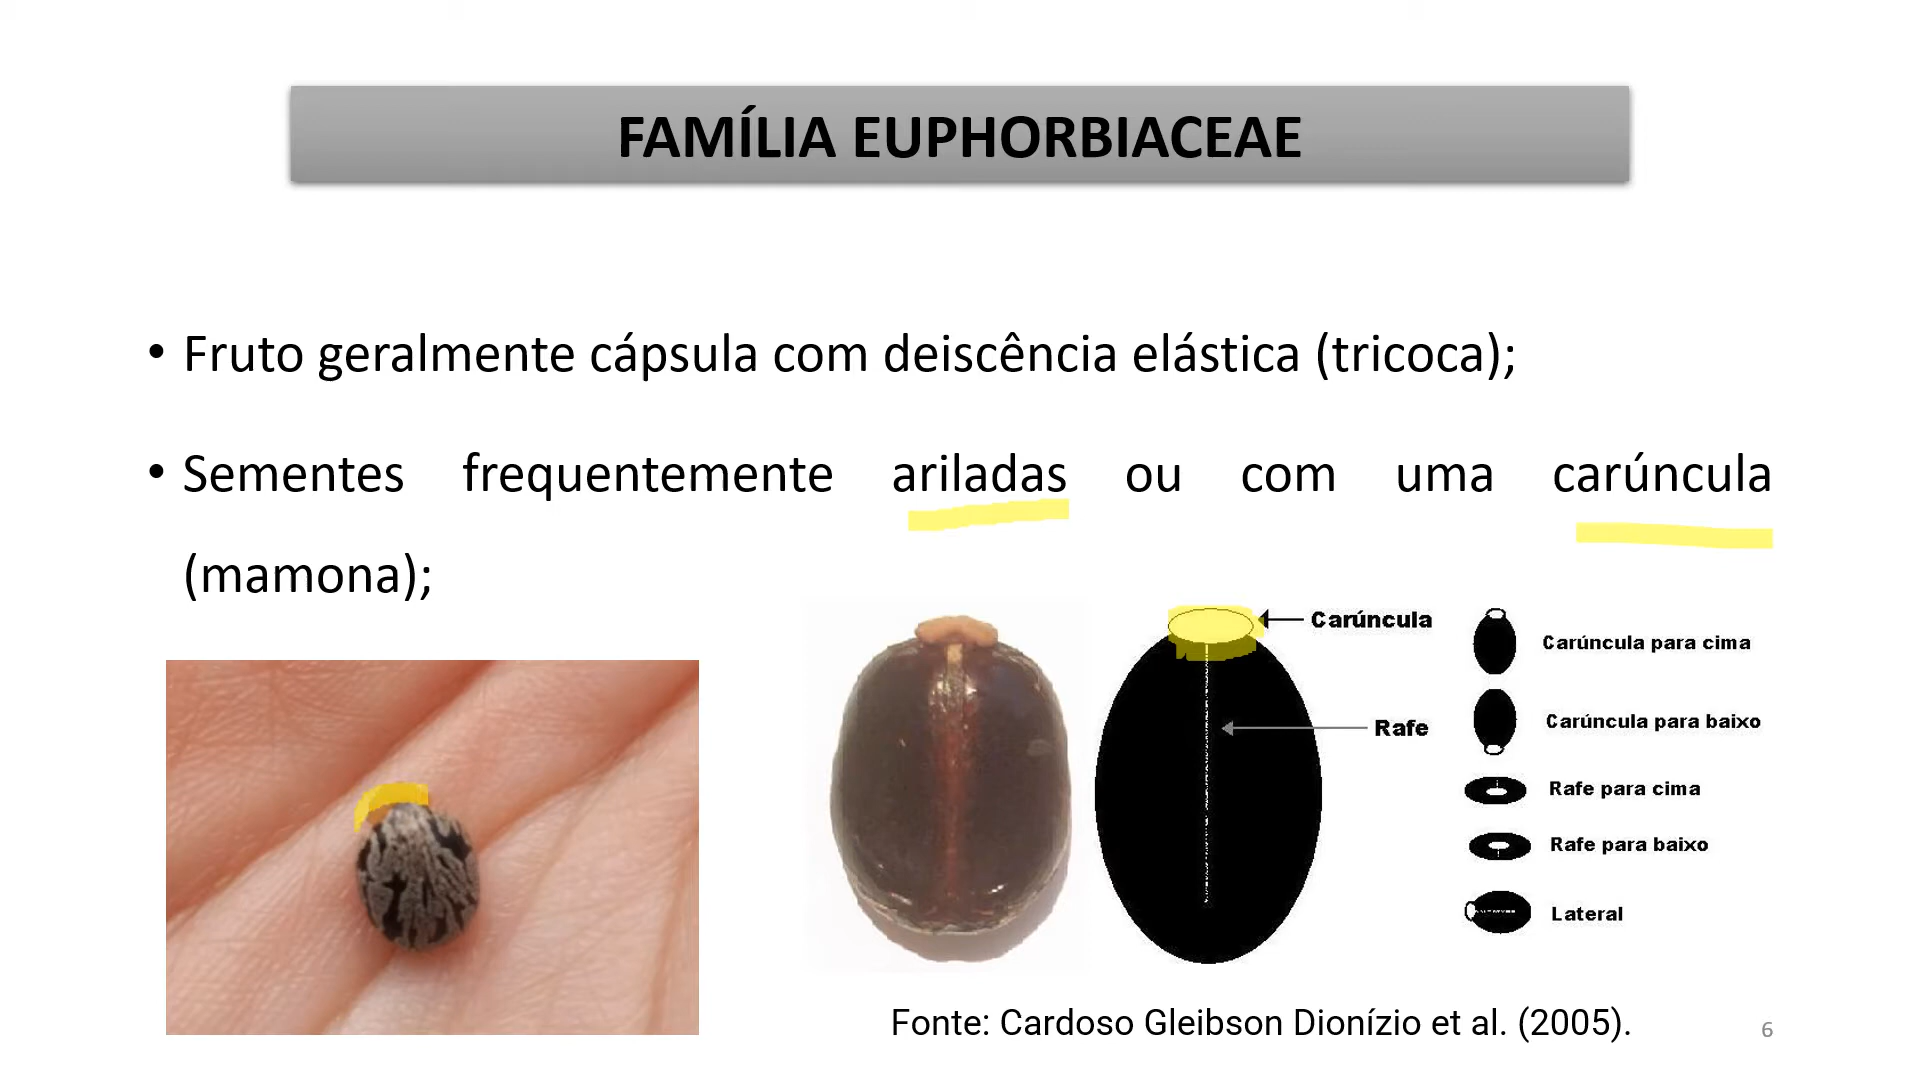 FAMÍLIA EUPHORBIACEAE
• Fruto geralmente cápsula com deiscência elástica (tricoca);
• Sementes frequentemente ariladas ou com uma carúncula
(mamona);
Carúncula
Rafe
Carúncula para cima
Carúncula para baixo
Rafe para cima
Rafe para baixo
Lateral
Fonte: Cardoso Gleibson Dionízio et al. (2005).
6